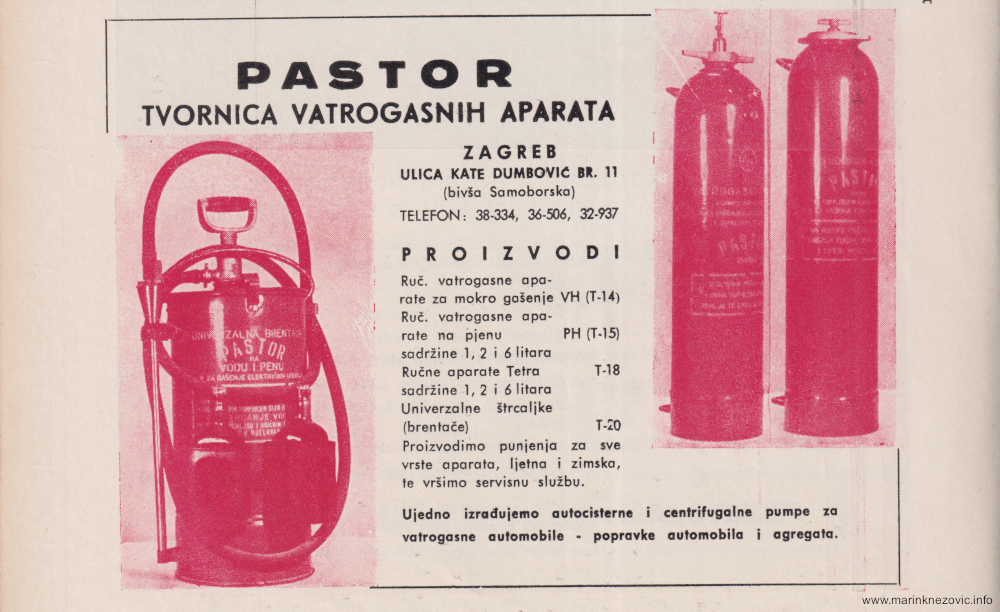 PASTOR
TVORNICA VATROGASNIH APARATA
ZAGREB
ULICA KATE DUMBOVIĆ BR. 11
(bivša Samoborska)
TELEFON: 38-334, 36-506, 32-937
PROIZVODI
Ruč. vatrogasne apa-
rate za mokro gašenje VH (T-14)
Ruč. vatrogasne apa-
rate na pjenu PH (T-15)
sadržine 1, 2 i 6 litara
Ručne aparate Tetra T-18
sadržine 1, 2 i 6 litara
Univerzalne štrcaljke
(brentače) T-20
Proizvodimo punjenja za sve
vrste aparata, ljetna i zimska,
te vršimo servisnu službu.
Ujedno izrađujemo autocisterne i centrifugalne pumpe za
vatrogasne automobile - popravke automobila i agregata.
PASTOR
NA
VODU I PENU
ZA GAŠENJE
PASTOR
www.marinknezovic.info